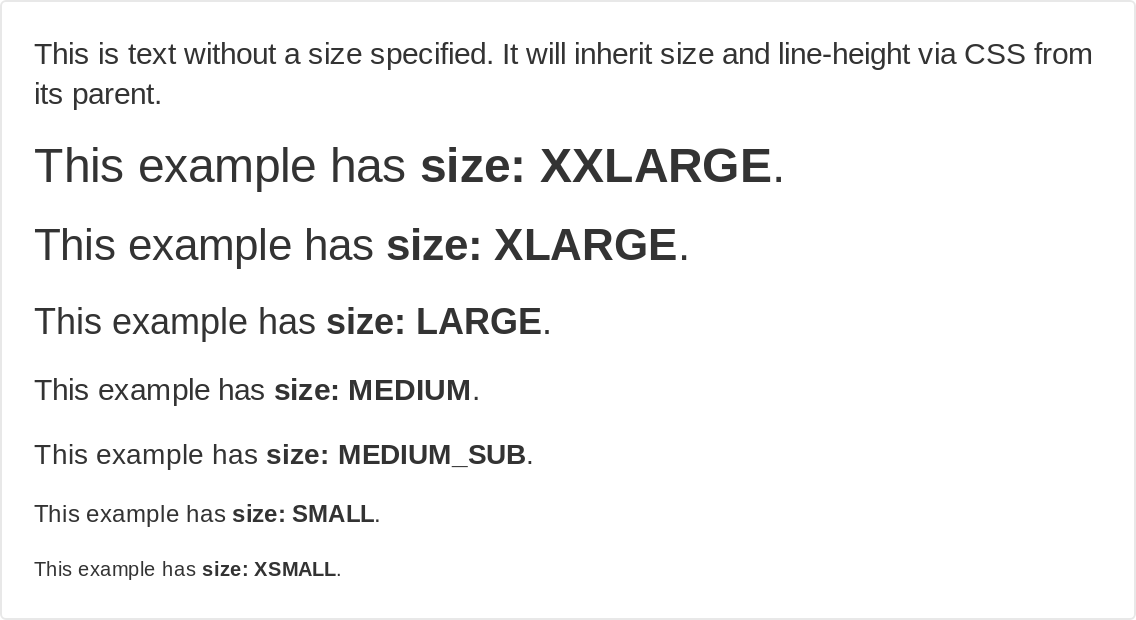 This is text without a size specified. It will inherit size and line-height via CSS from
its parent.
This example has size: XXLARGE.
This example has size: XLARGE.
This example has size: LARGE.
This example has size: MEDIUM.
This example has size: MEDIUM_SUB.
This example has size: SMALL.
This example has size: XSMALL.